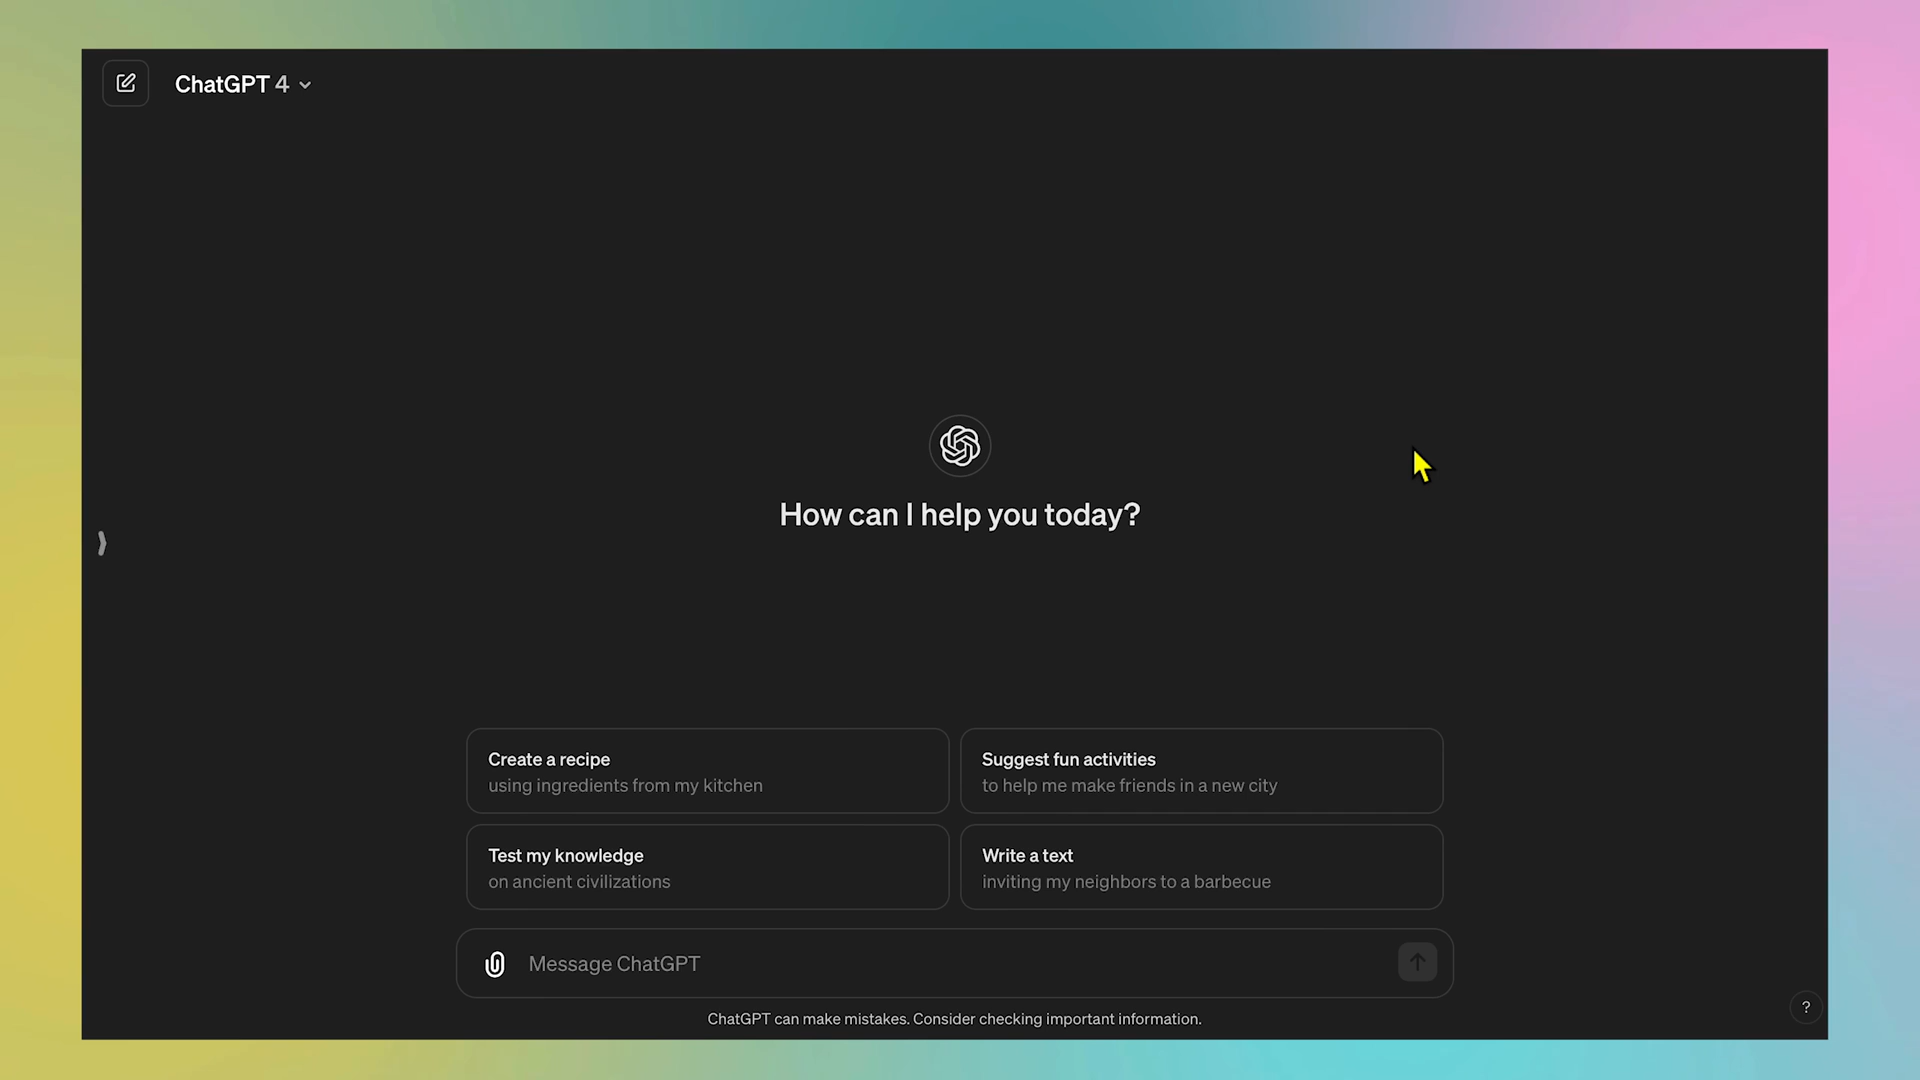 ChatGPT 4
How can I help you today?
Create a recipe
using ingredients from my kitchen
Suggest fun activities
to help me make friends in a new city
Test my knowledge
on ancient civilizations
Write a text
inviting my neighbors to a barbecue
Message ChatGPT
ChatGPT can make mistakes. Consider checking important information.
?